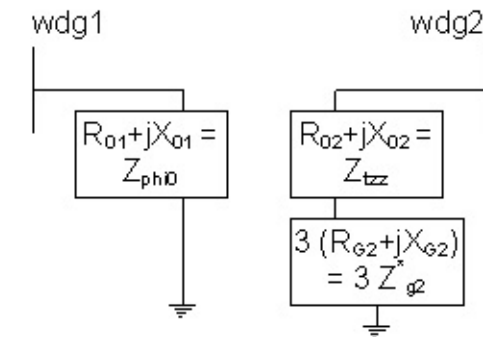 wdg1
wdg2
R01+jX01 =
Zphi0
R02+jX02 =
Ztzz
3 (RG2+jXG2)
= 3 Z*g2